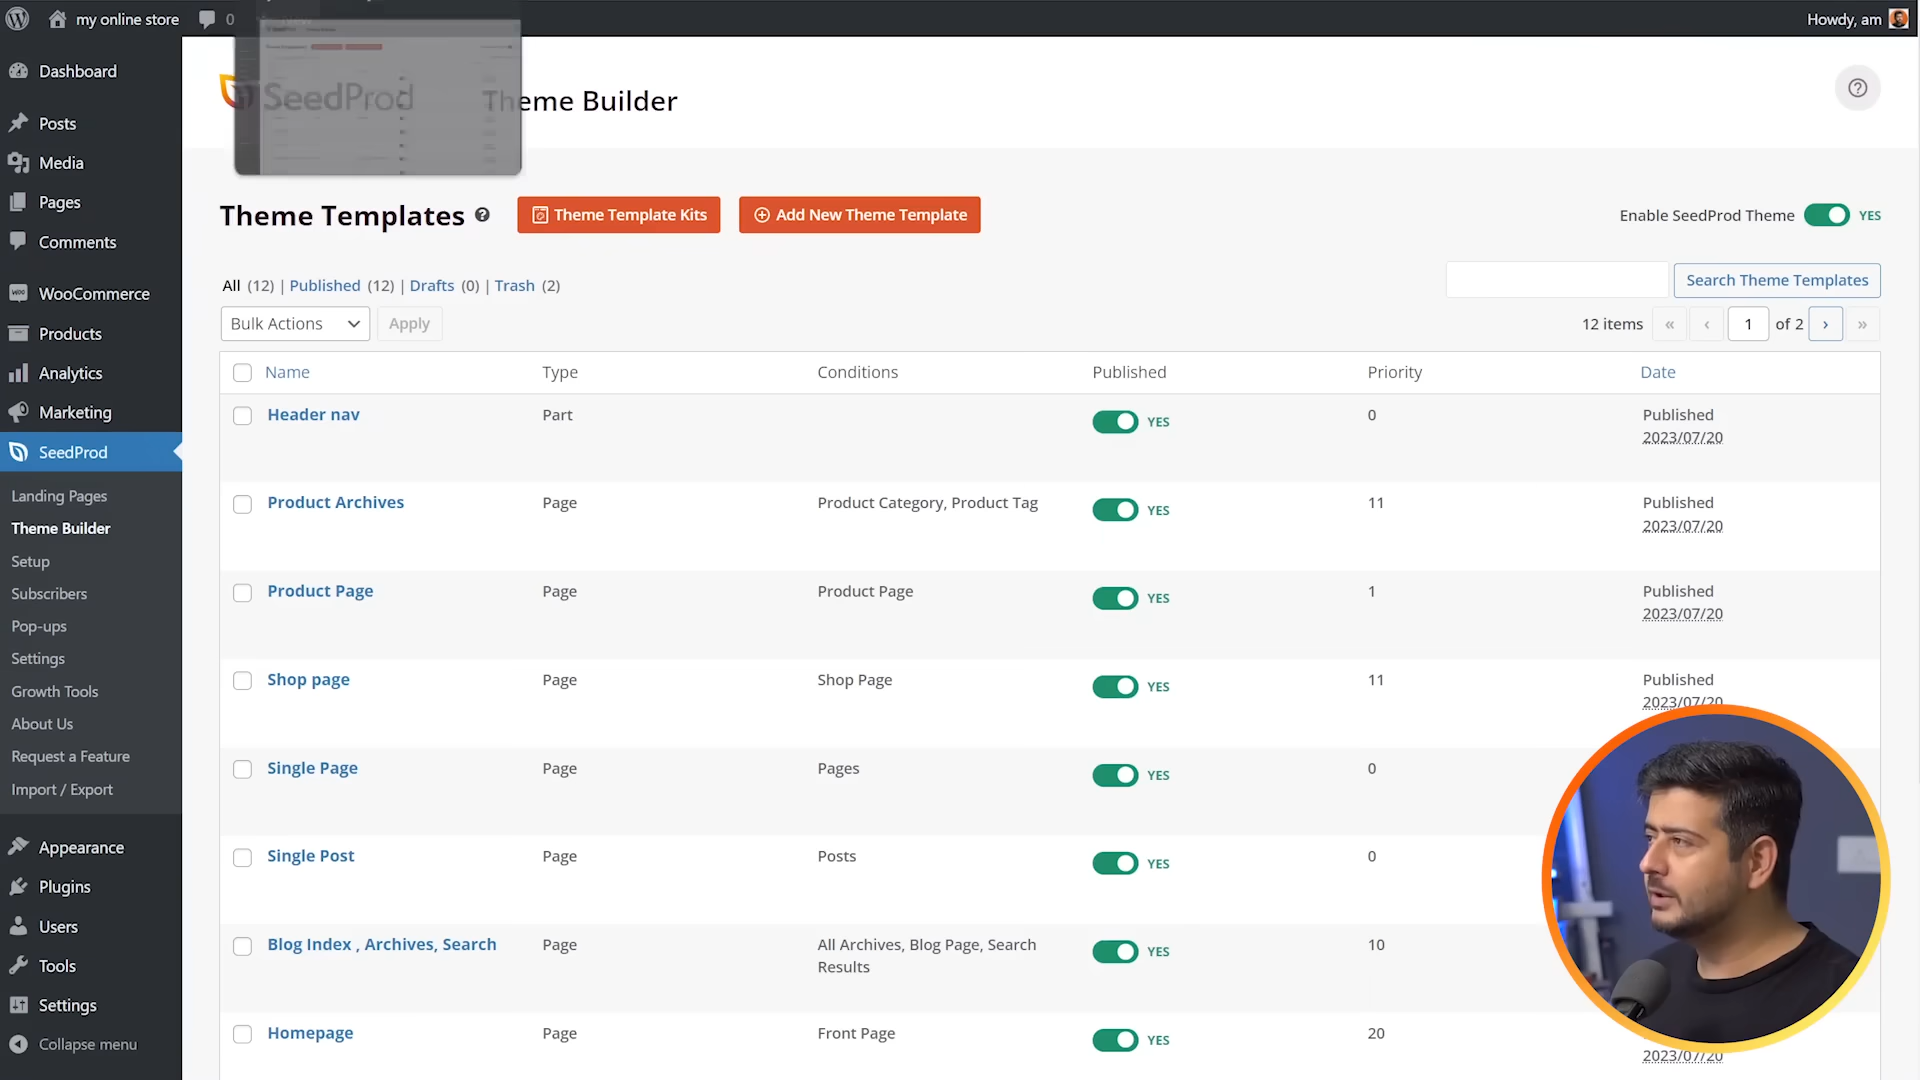 my online store 0 Howdy, am
Dashboard
Posts
Media
Pages
Comments
WooCommerce
Products
Analytics
Marketing
SeedProd
Landing Pages
Theme Builder
Setup
Subscribers
Pop-ups
Settings
Growth Tools
About Us
Request a Feature
Import / Export
Appearance
Plugins
Users
Tools
Settings
Collapse menu
SeedProd Theme Builder
Theme Templates Theme Template Kits Add New Theme Template Enable SeedProd Theme YES
All (12) | Published (12) | Drafts (0) | Trash (2) Search Theme Templates
Bulk Actions Apply 12 items « ‹ 1 of 2 › »
Name Type Conditions Published Priority Date
Header nav Part YES 0 Published
2023/07/20
Product Archives Page Product Category, Product Tag YES 11 Published
2023/07/20
Product Page Page Product Page YES 1 Published
2023/07/20
Shop page Page Shop Page YES 11 Published
2023/07/20
Single Page Page Pages YES 0
Single Post Page Posts YES 0
Blog Index , Archives, Search Page All Archives, Blog Page, Search YES 10
Results
Homepage Page Front Page YES 20
2023/07/20